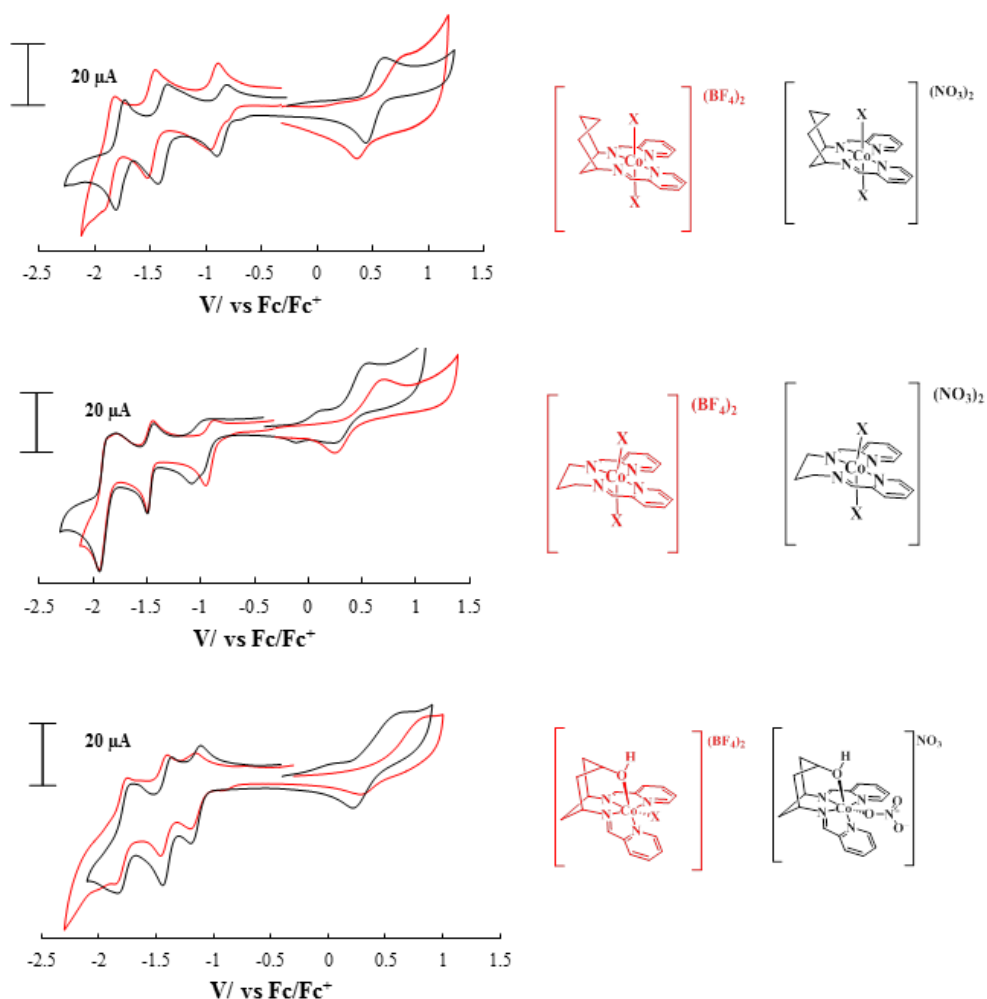 20 µA
-2.5 -2 -1.5 -1 -0.5 0 0.5 1 1.5
V/ vs Fc/Fc⁺
(BF₄)₂
X
N N
Co
N N
X
(NO₃)₂
X
N N
Co
N N
X
20 µA
-2.5 -2 -1.5 -1 -0.5 0 0.5 1 1.5
V/ vs Fc/Fc⁺
(BF₄)₂
X
N N
Co
N N
X
(NO₃)₂
X
N N
Co
N N
X
20 µA
-2.5 -2 -1.5 -1 -0.5 0 0.5 1 1.5
V/ vs Fc/Fc⁺
(BF₄)₂
H
O
N N
Co
X
N N
NO₃
H
O
N N
Co
O-N
O
O
N N